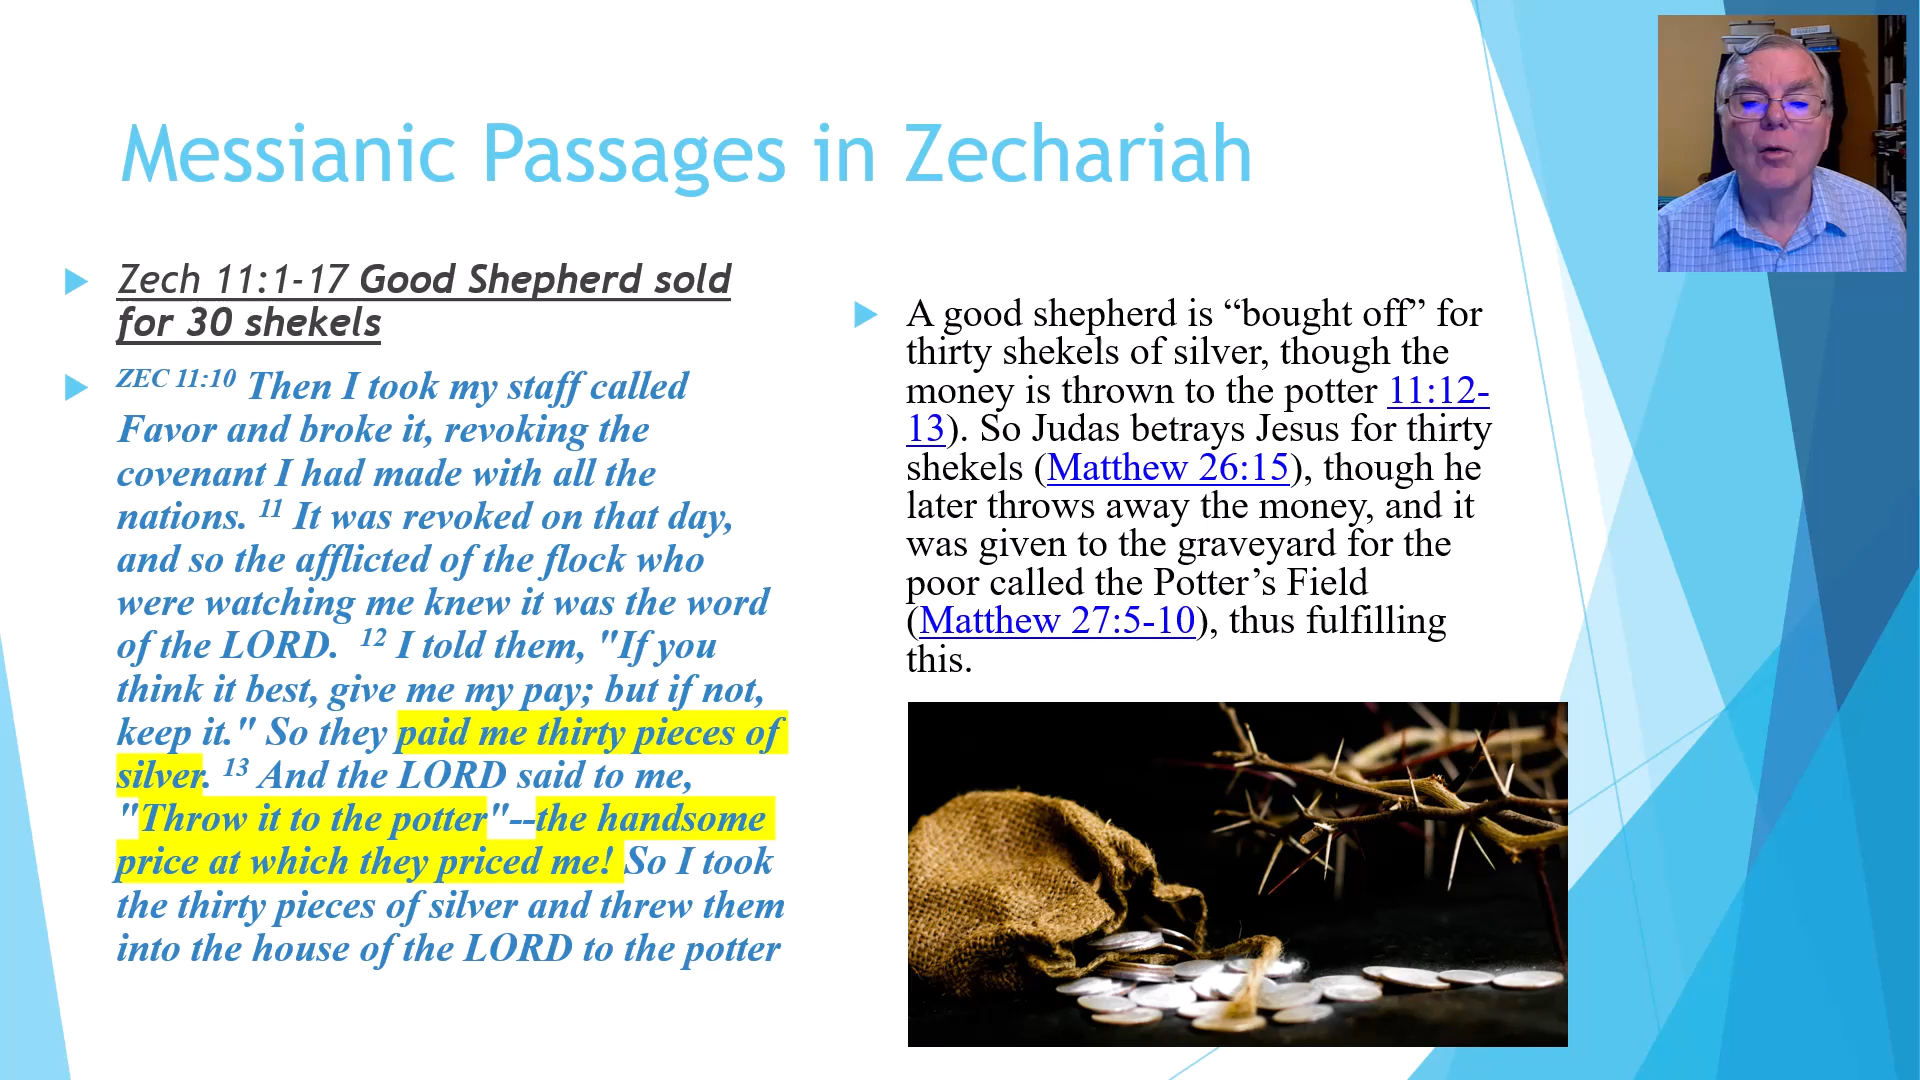 Messianic Passages in Zechariah
Zech 11:1-17 Good Shepherd sold
for 30 shekels
ZEC 11:10 Then I took my staff called
Favor and broke it, revoking the
covenant I had made with all the
nations. 11 It was revoked on that day,
and so the afflicted of the flock who
were watching me knew it was the word
of the LORD. 12 I told them, "If you
think it best, give me my pay; but if not,
keep it." So they paid me thirty pieces of
silver. 13 And the LORD said to me,
"Throw it to the potter"--the handsome
price at which they priced me! So I took
the thirty pieces of silver and threw them
into the house of the LORD to the potter
A good shepherd is “bought off” for
thirty shekels of silver, though the
money is thrown to the potter 11:12-
13). So Judas betrays Jesus for thirty
shekels (Matthew 26:15), though he
later throws away the money, and it
was given to the graveyard for the
poor called the Potter’s Field
(Matthew 27:5-10), thus fulfilling
this.